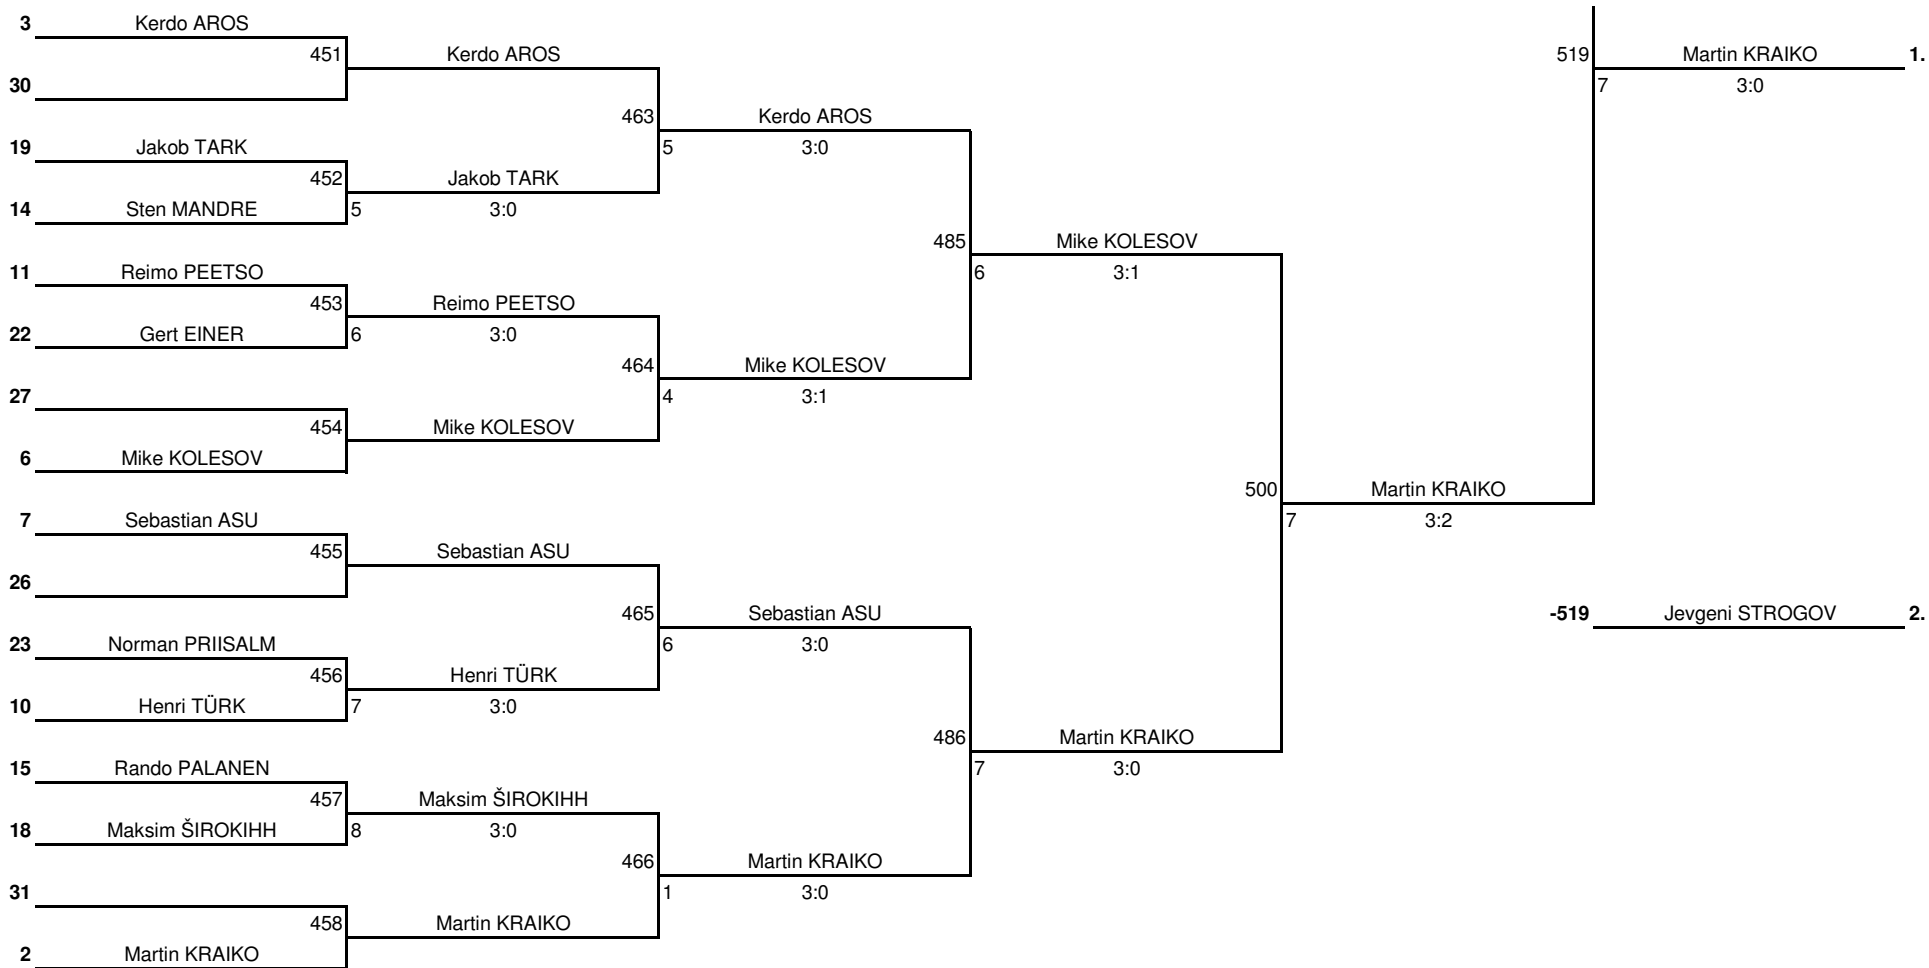 3 Kerdo AROS
451 Kerdo AROS 519 Martin KRAIKO 1.
30 7 3:0
463 Kerdo AROS
19 Jakob TARK 5 3:0
452 Jakob TARK
14 Sten MANDRE 5 3:0
485 Mike KOLESOV
11 Reimo PEETSO 6 3:1
453 Reimo PEETSO
22 Gert EINER 6 3:0
464 Mike KOLESOV
27 4 3:1
454 Mike KOLESOV
6 Mike KOLESOV
500 Martin KRAIKO
7 Sebastian ASU 7 3:2
455 Sebastian ASU
26
465 Sebastian ASU -519 Jevgeni STROGOV 2.
23 Norman PRIISALM 6 3:0
456 Henri TÜRK
10 Henri TÜRK 7 3:0
486 Martin KRAIKO
15 Rando PALANEN 7 3:0
457 Maksim ŠIROKIHH
18 Maksim ŠIROKIHH 8 3:0
466 Martin KRAIKO
31 1 3:0
458 Martin KRAIKO
2 Martin KRAIKO